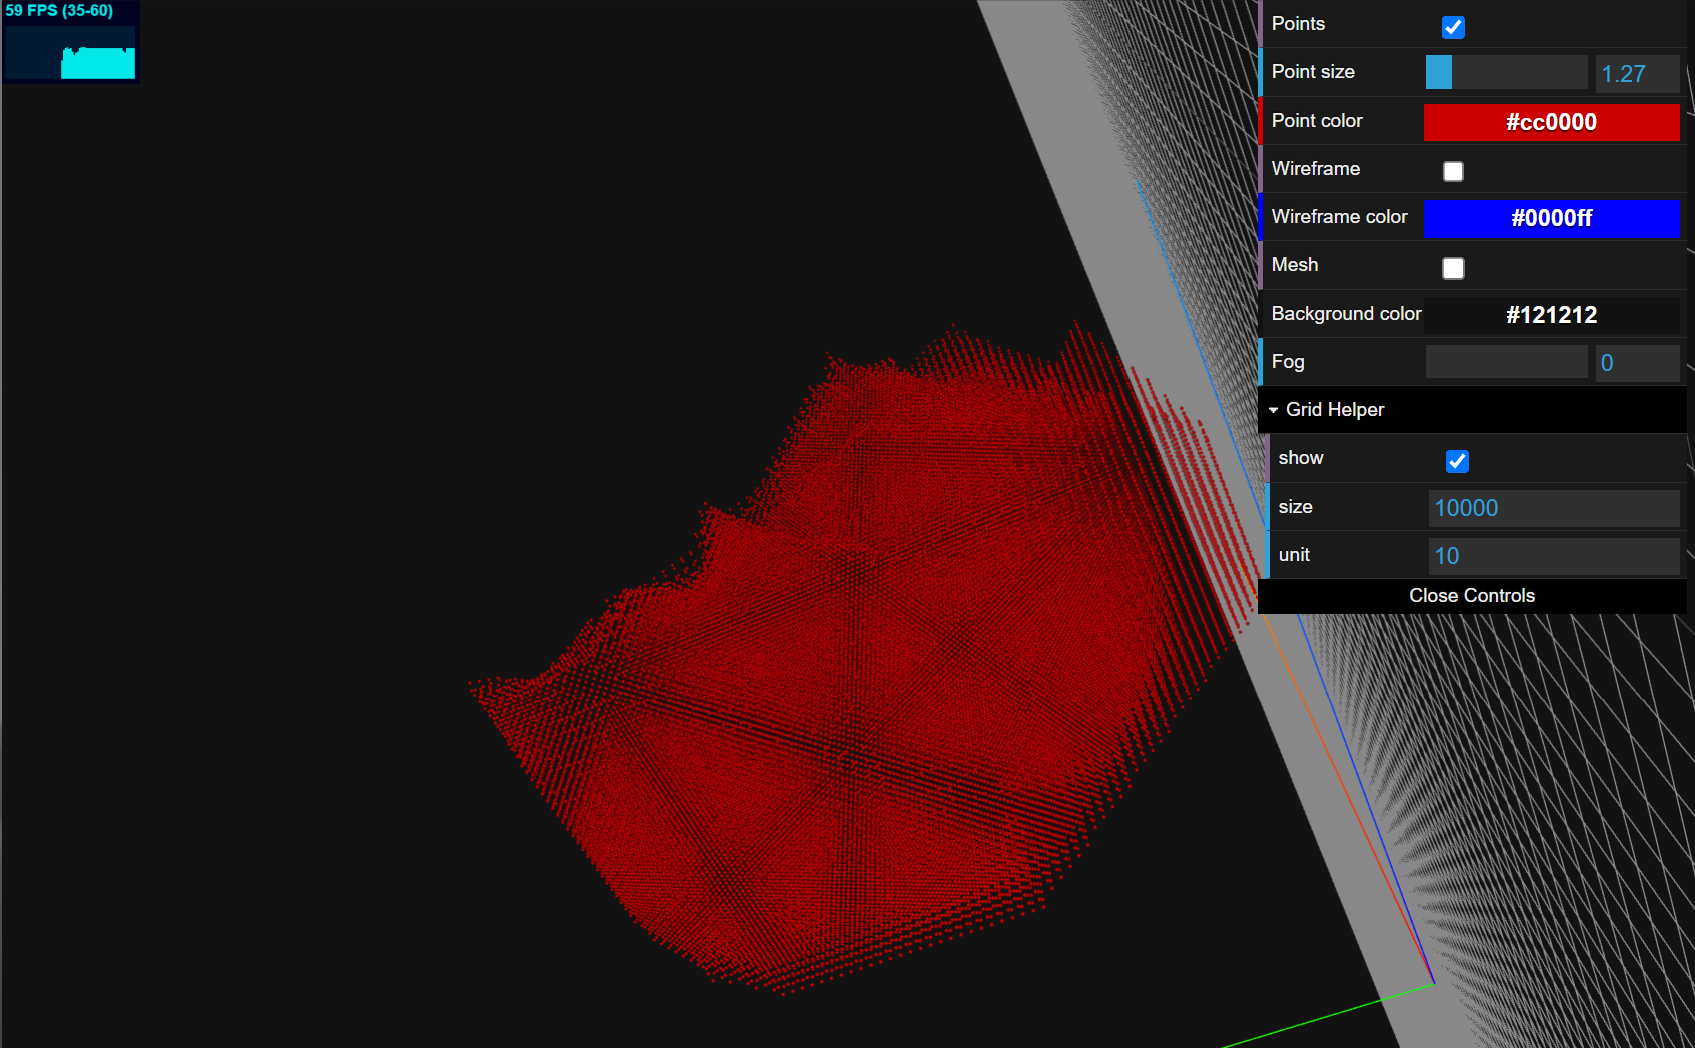 59 FPS (35-60)
Points
Point size 1.27
Point color #cc0000
Wireframe
Wireframe color #0000ff
Mesh
Background color #121212
Fog 0
Grid Helper
show
size 10000
unit 10
Close Controls